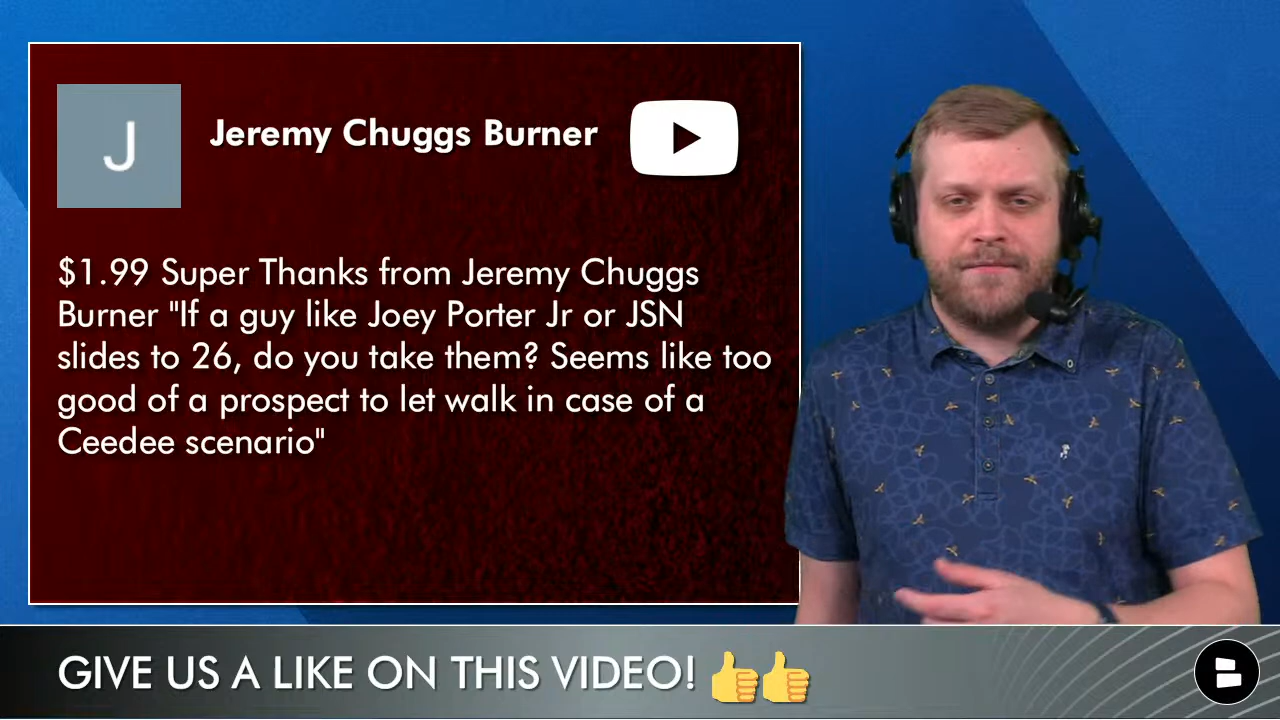 J
Jeremy Chuggs Burner
$1.99 Super Thanks from Jeremy Chuggs
Burner "If a guy like Joey Porter Jr or JSN
slides to 26, do you take them? Seems like too
good of a prospect to let walk in case of a
Ceedee scenario"
GIVE US A LIKE ON THIS VIDEO! 👍👍